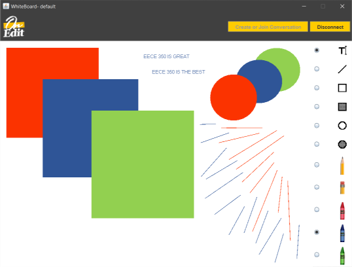 WhiteBoard- default
Edit
Create or Join Conversation
Disconnect
EECE 350 IS GREAT
EECE 350 IS THE BEST
T